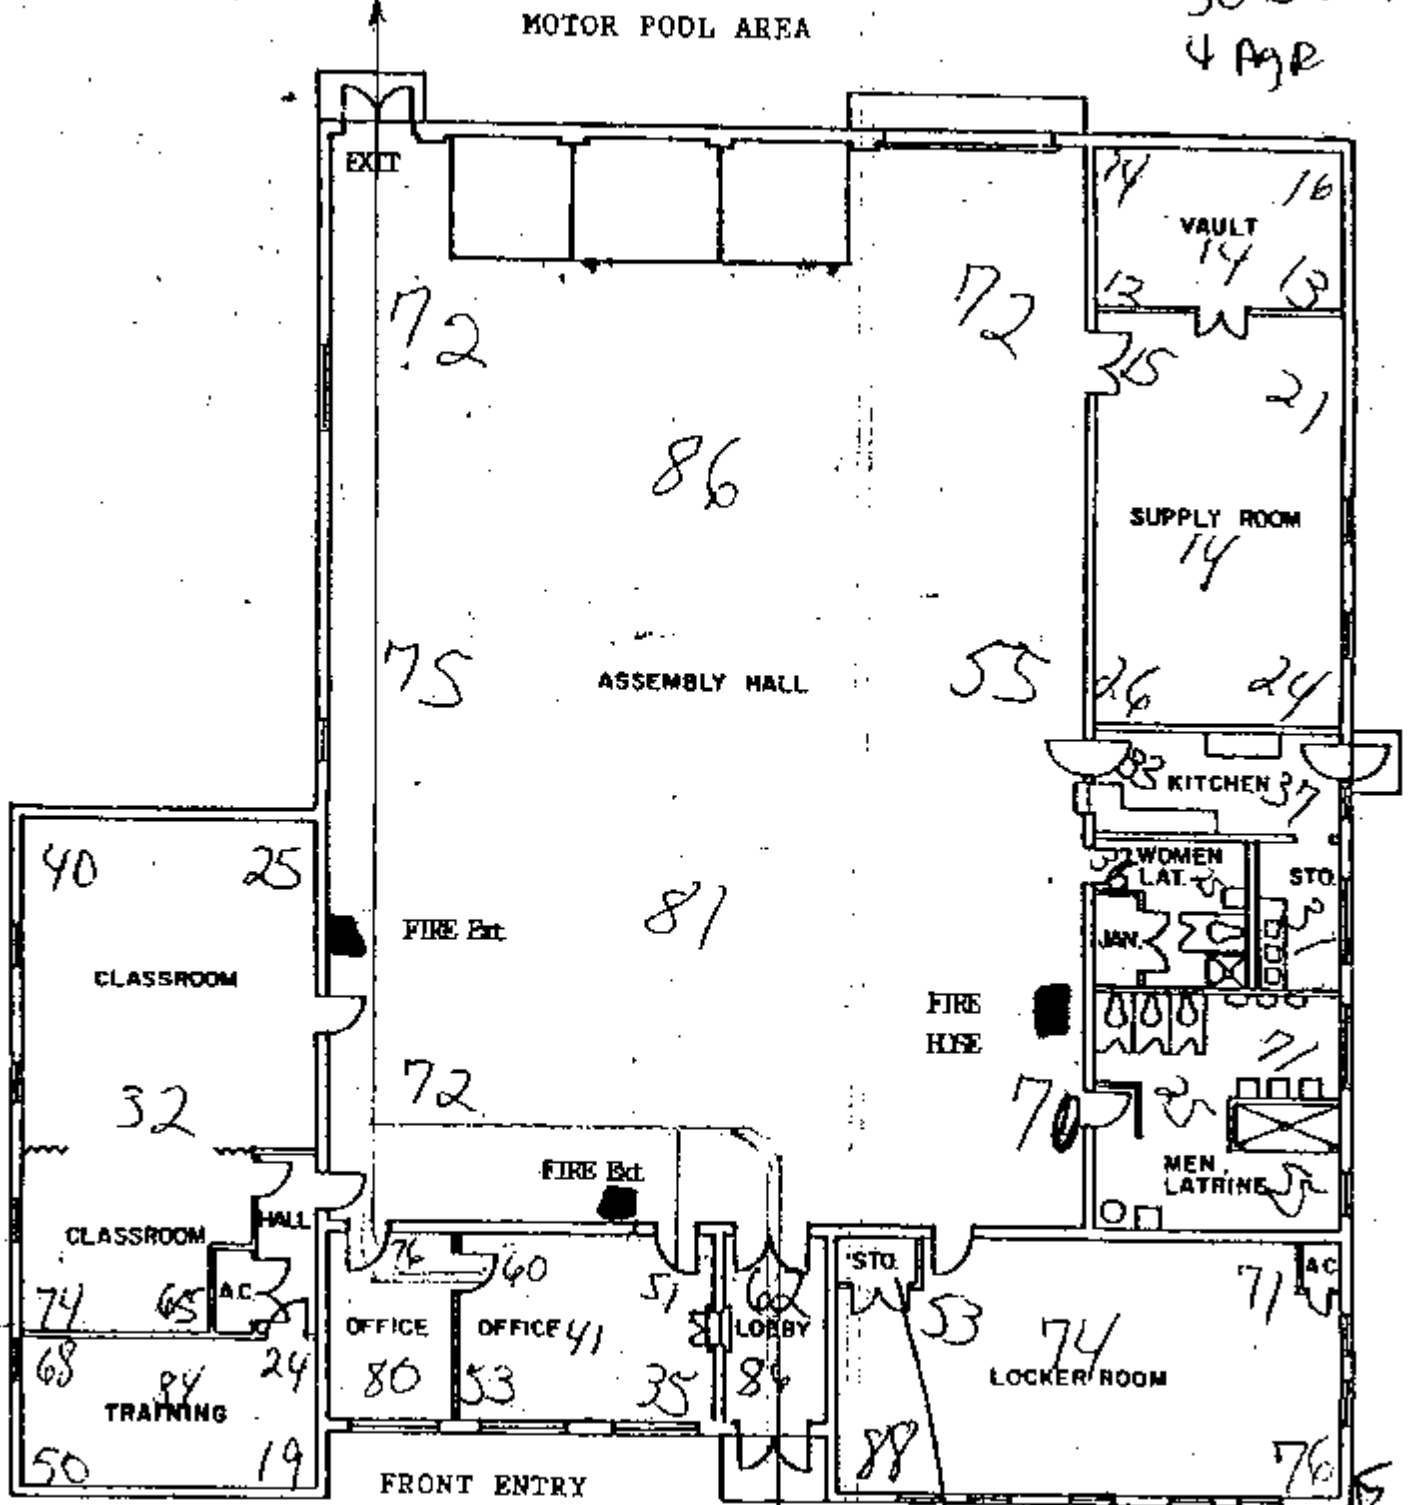 MOTOR POOL AREA
4 AgR
EXIT
14 16
VAULT
14
13 13
72 72
15
21
86
SUPPLY ROOM
14
75 55
ASSEMBLY HALL
26 24
KITCHEN 37
40 25
WOMEN
LAT.
STO.
81
FIRE Ext
JAN.
CLASSROOM
FIRE
HOSE
71
72
70
32
25
FIRE Ext
MEN
LATRINE
HALL
CLASSROOM
76 60 51 62
STO.
A.C.
A.C.
71
74 65
53
OFFICE
OFFICE 41
LOBBY
74
68 24
LOCKER ROOM
84
80 53 35 84
TRAINING
50 19
88 76
FRONT ENTRY